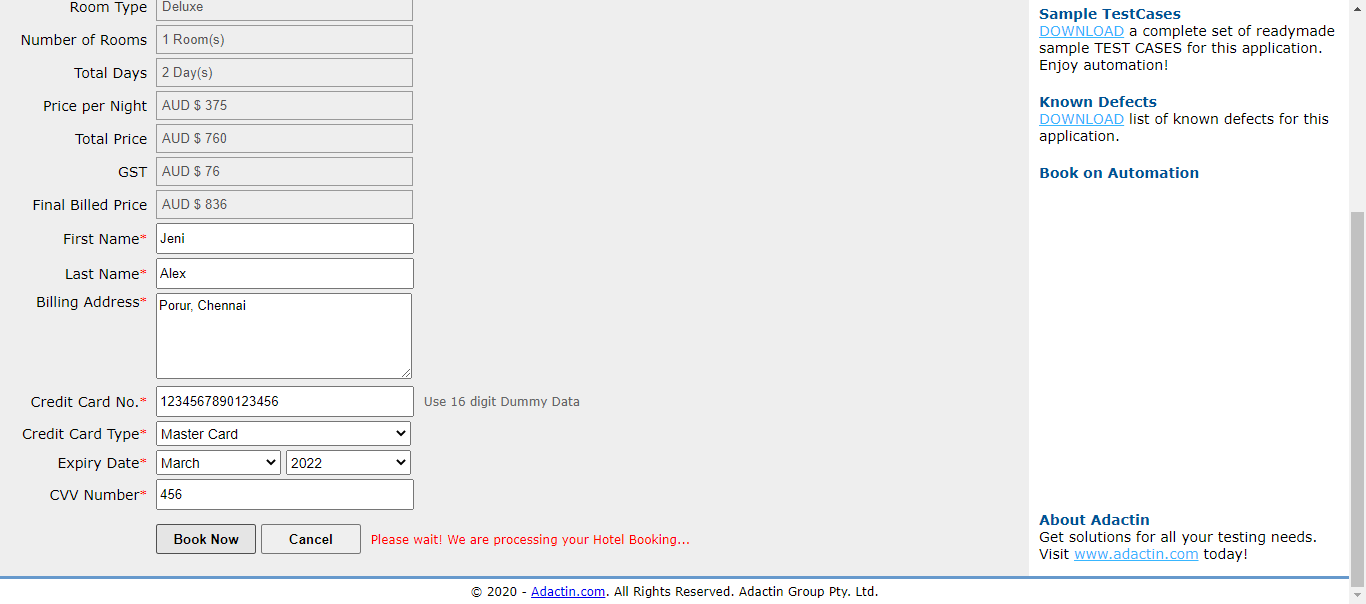 Room Type Deluxe
Number of Rooms 1 Room(s)
Total Days 2 Day(s)
Price per Night AUD $ 375
Total Price AUD $ 760
GST AUD $ 76
Final Billed Price AUD $ 836
First Name* Jeni
Last Name* Alex
Billing Address* Porur, Chennai
Credit Card No.* 1234567890123456 Use 16 digit Dummy Data
Credit Card Type* Master Card
Expiry Date* March 2022
CVV Number* 456
Book Now Cancel Please wait! We are processing your Hotel Booking...
Sample TestCases
DOWNLOAD a complete set of readymade
sample TEST CASES for this application.
Enjoy automation!
Known Defects
DOWNLOAD list of known defects for this
application.
Book on Automation
About Adactin
Get solutions for all your testing needs.
Visit www.adactin.com today!
© 2020 - Adactin.com. All Rights Reserved. Adactin Group Pty. Ltd.